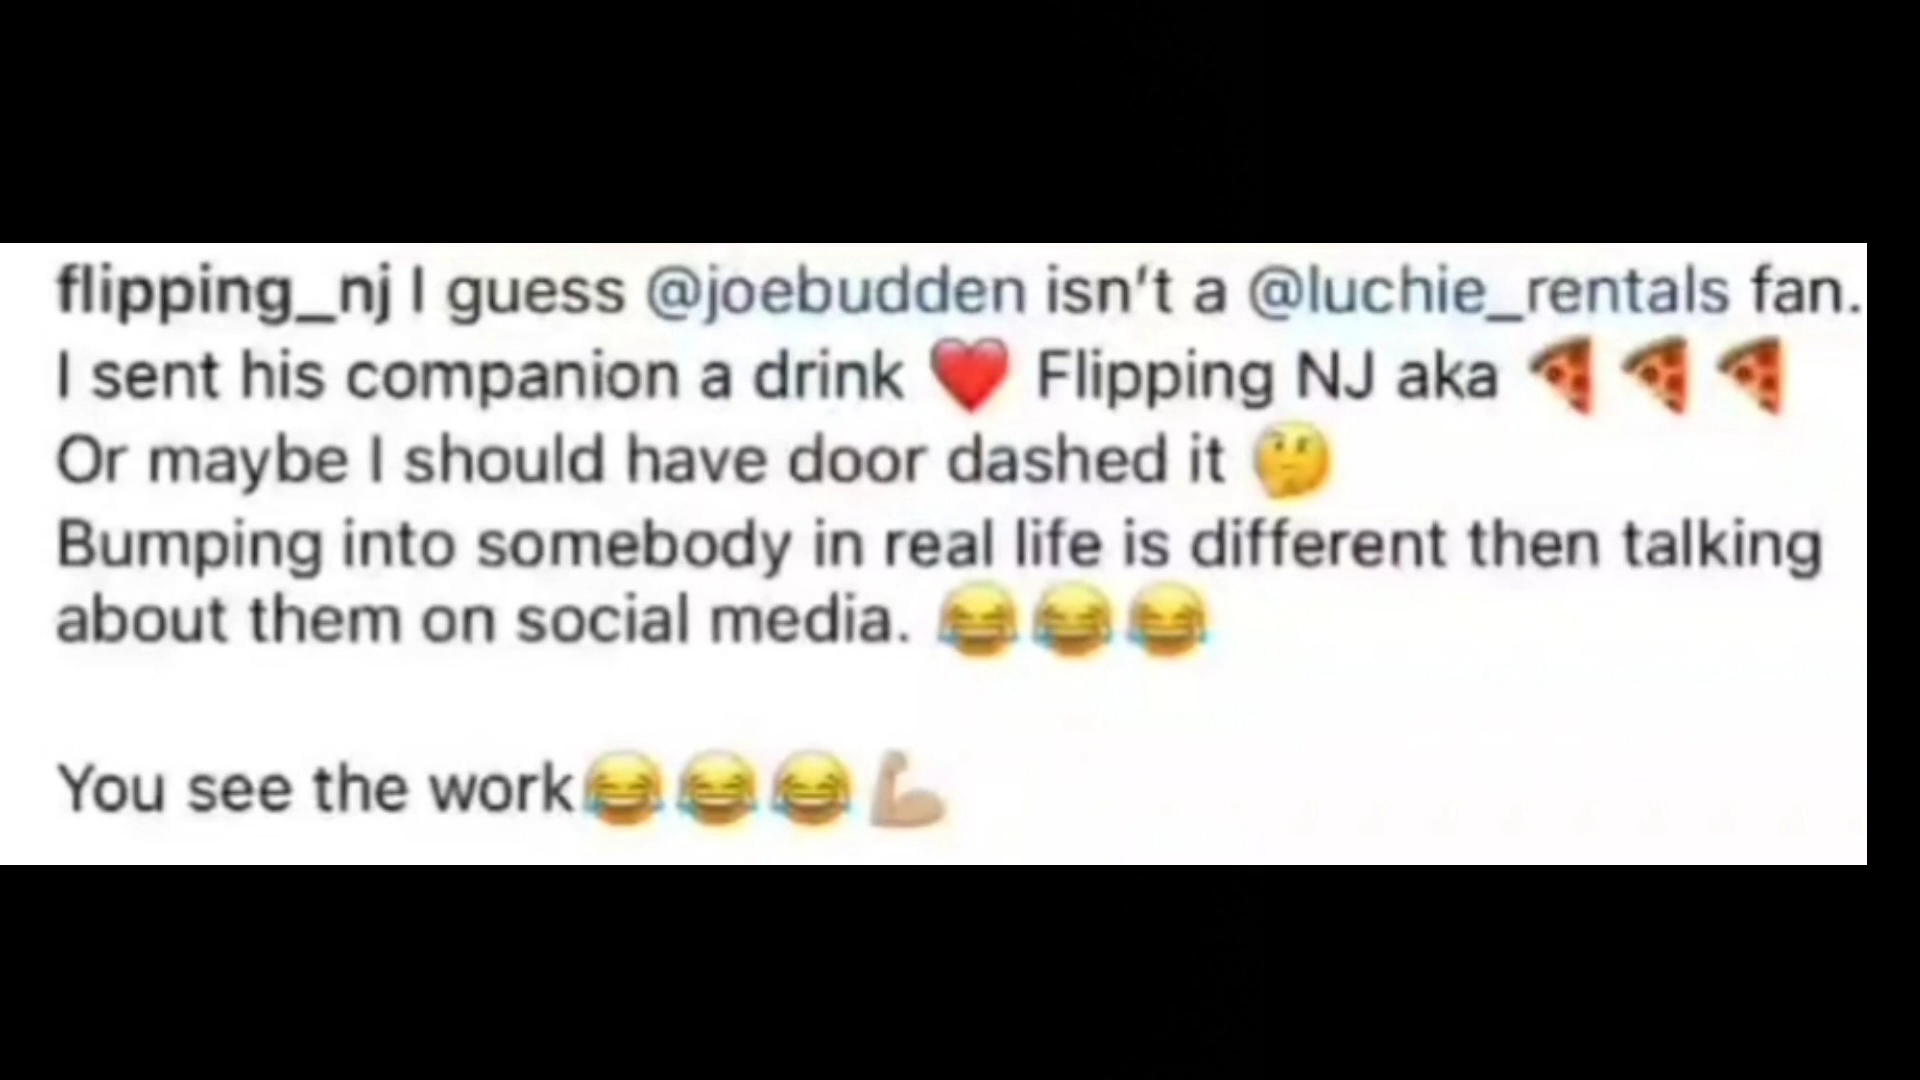 flipping_nj I guess @joebudden isn't a @luchie_rentals fan.
I sent his companion a drink ❤️ Flipping NJ aka 🍕🍕🍕
Or maybe I should have door dashed it 🤔
Bumping into somebody in real life is different then talking
about them on social media. 😂😂😂
You see the work😂😂😂💪🏼